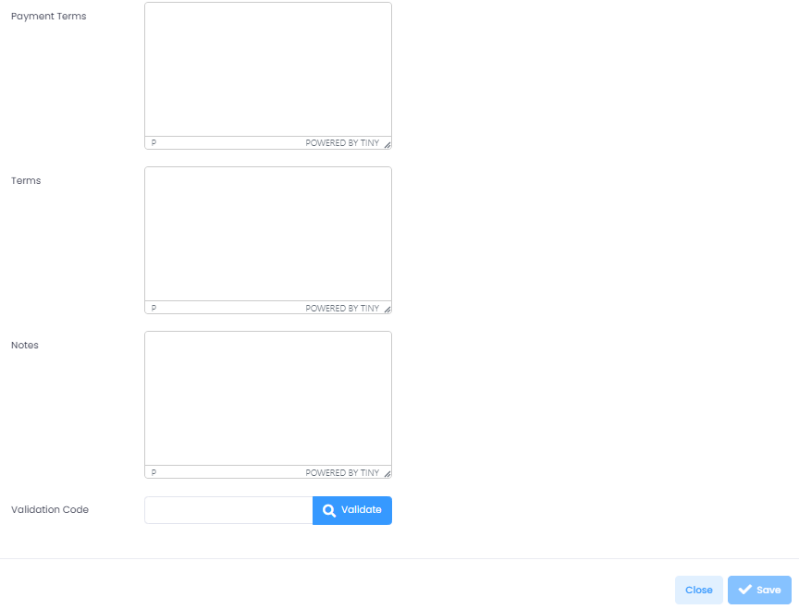 Payment Terms
P POWERED BY TINY
Terms
P POWERED BY TINY
Notes
P POWERED BY TINY
Validation Code Validate
Close Save